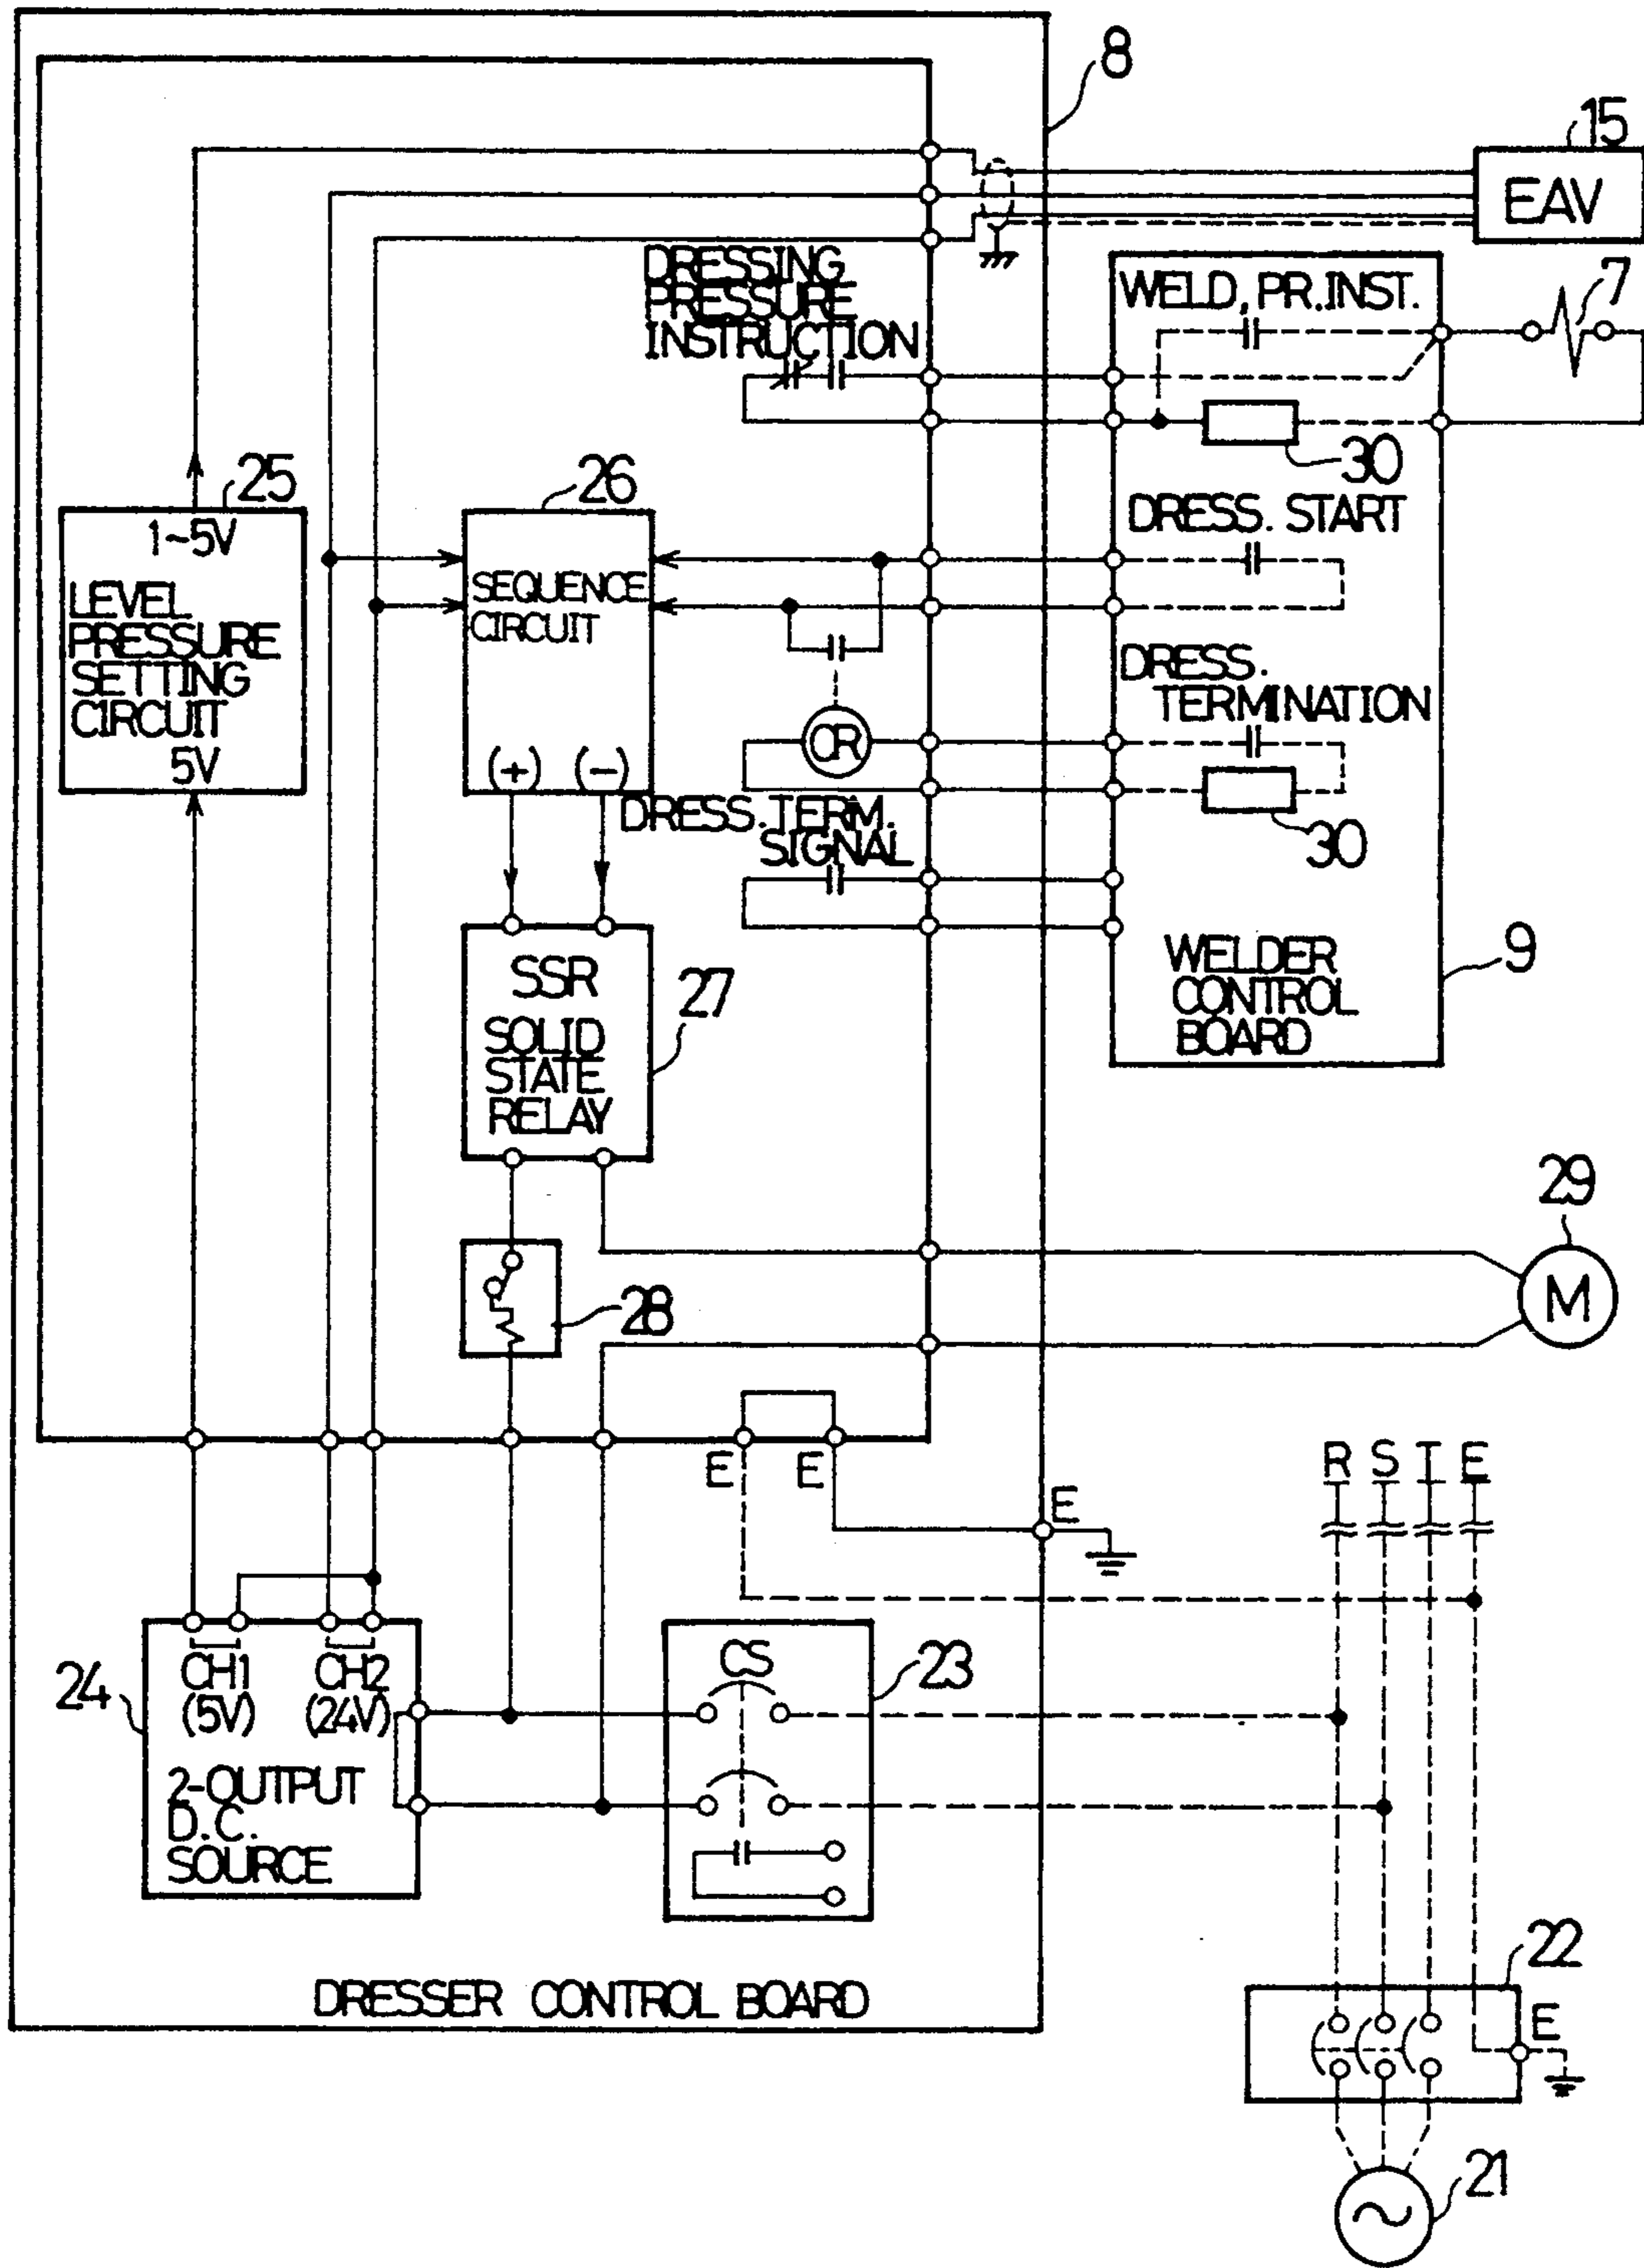 8
15
EAV
DRESSING
PRESSURE
INSTRUCTION
WELD, PR.INST.
7
30
25
1~5V
LEVEL
PRESSURE
SETTING
CIRCUIT
5V
26
SEQUENCE
CIRCUIT
(+) (−)
DRESS. START
DRESS.
TERMINATION
CR
30
DRESS.TERM.
SIGNAL
WELDER
CONTROL
BOARD
9
SSR
SOLID
STATE
RELAY
27
28
29
M
E E
E
R S T E
24
CH1
(5V)
CH2
(24V)
2-OUTPUT
D.C.
SOURCE
CS
23
DRESSER CONTROL BOARD
22
E
21